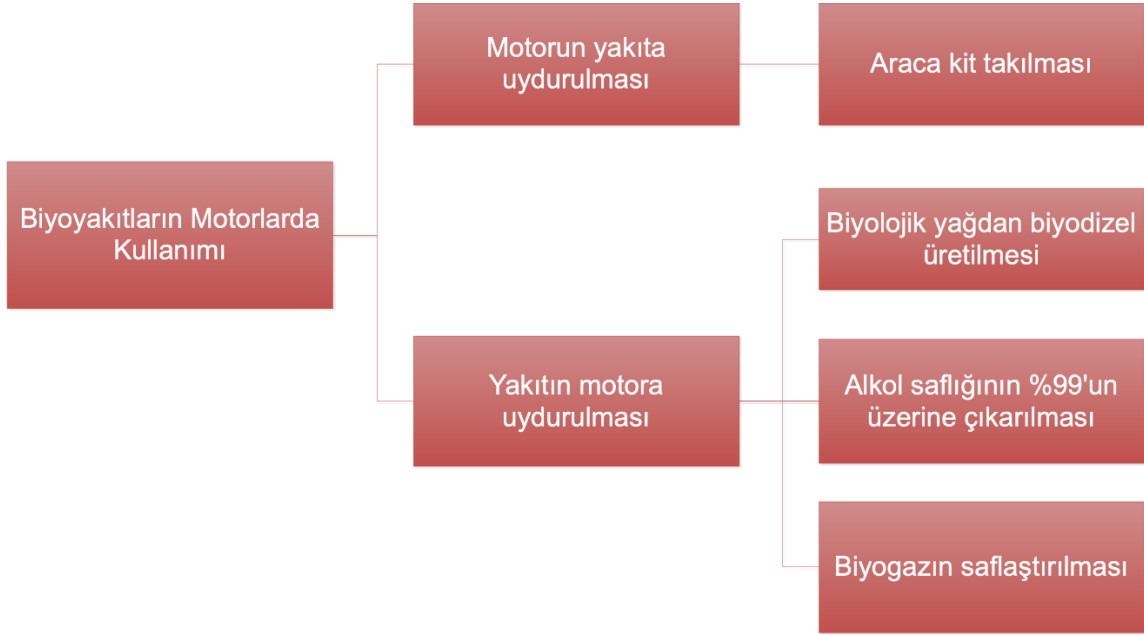 Biyoyakıtların Motorlarda
Kullanımı
Motorun yakıta
uydurulması
Araca kit takılması
Yakıtın motora
uydurulması
Biyolojik yağdan biyodizel
üretilmesi
Alkol saflığının %99'un
üzerine çıkarılması
Biyogazın saflaştırılması